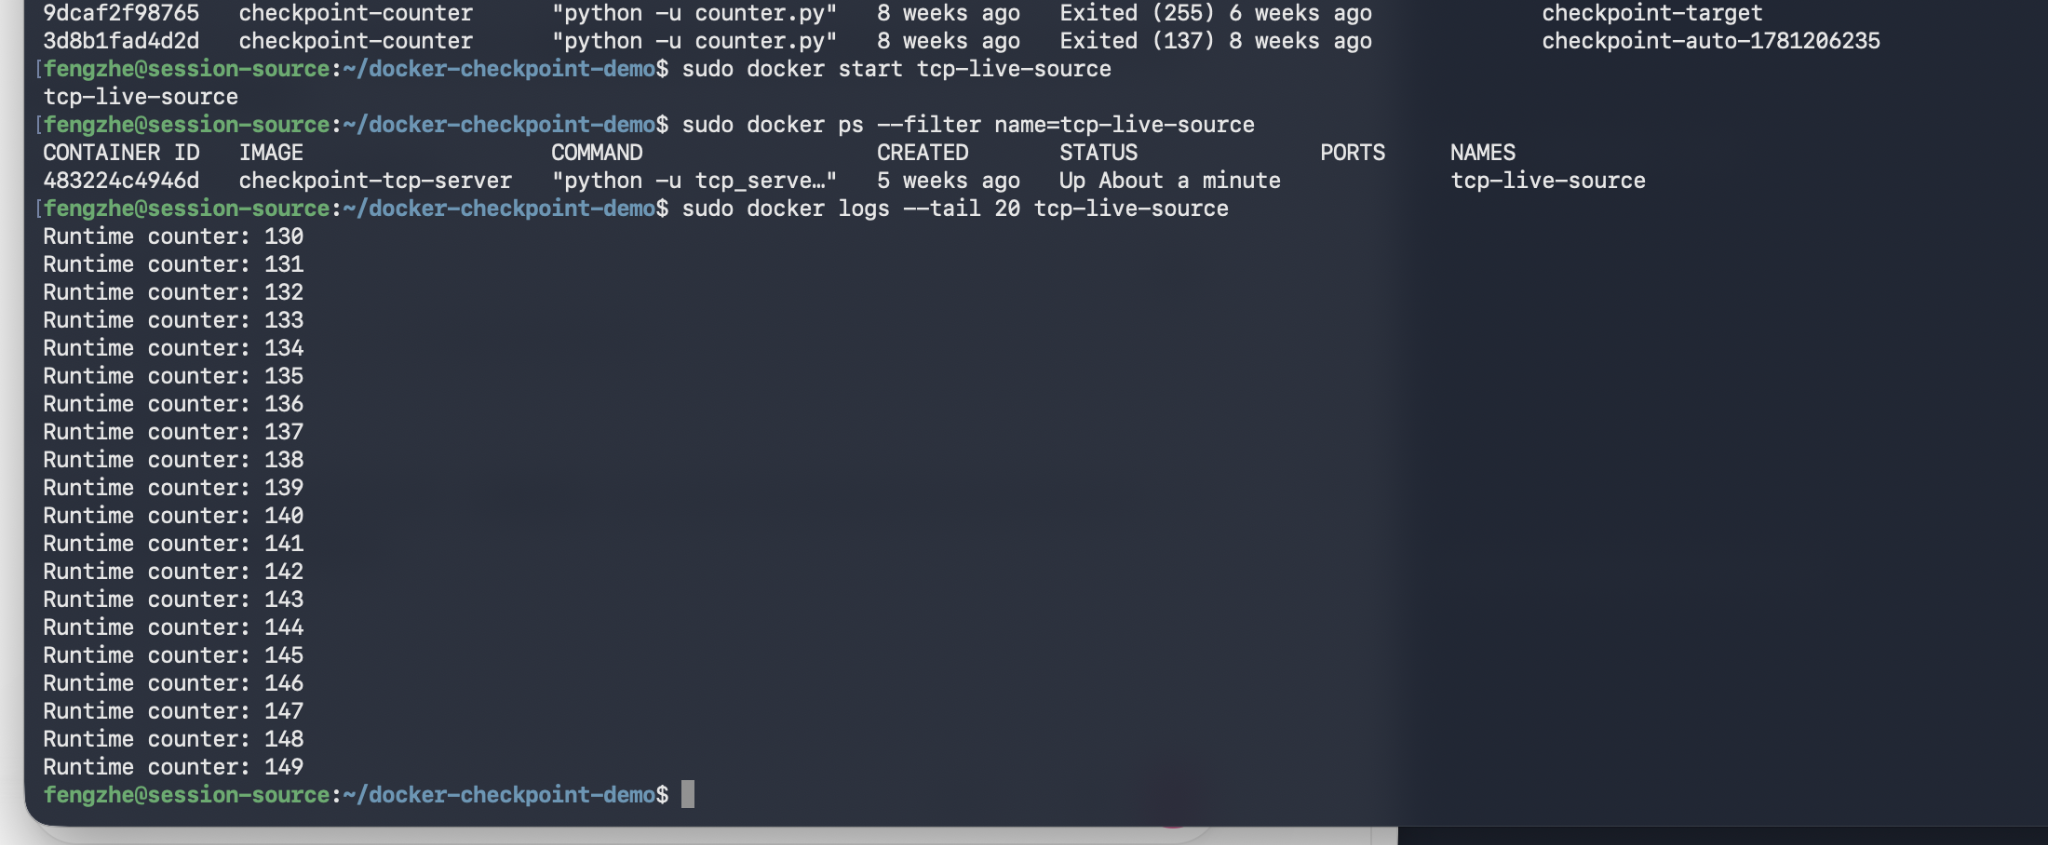 9dcaf2f98765   checkpoint-counter      "python -u counter.py"   8 weeks ago   Exited (255) 6 weeks ago             checkpoint-target
3d8b1fad4d2d   checkpoint-counter      "python -u counter.py"   8 weeks ago   Exited (137) 8 weeks ago             checkpoint-auto-1781206235
[fengzhe@session-source:~/docker-checkpoint-demo$ sudo docker start tcp-live-source
tcp-live-source
[fengzhe@session-source:~/docker-checkpoint-demo$ sudo docker ps --filter name=tcp-live-source
CONTAINER ID   IMAGE                   COMMAND                  CREATED       STATUS              PORTS     NAMES
483224c4946d   checkpoint-tcp-server   "python -u tcp_serve…"   5 weeks ago   Up About a minute             tcp-live-source
[fengzhe@session-source:~/docker-checkpoint-demo$ sudo docker logs --tail 20 tcp-live-source
Runtime counter: 130
Runtime counter: 131
Runtime counter: 132
Runtime counter: 133
Runtime counter: 134
Runtime counter: 135
Runtime counter: 136
Runtime counter: 137
Runtime counter: 138
Runtime counter: 139
Runtime counter: 140
Runtime counter: 141
Runtime counter: 142
Runtime counter: 143
Runtime counter: 144
Runtime counter: 145
Runtime counter: 146
Runtime counter: 147
Runtime counter: 148
Runtime counter: 149
fengzhe@session-source:~/docker-checkpoint-demo$